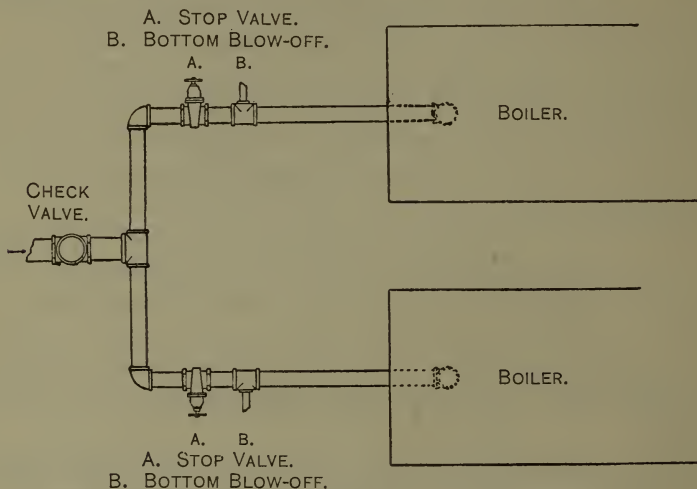 A. STOP VALVE.
B. BOTTOM BLOW-OFF.
A. B.
BOILER.
CHECK
VALVE.
BOILER.
A. B.
A. STOP VALVE.
B. BOTTOM BLOW-OFF.